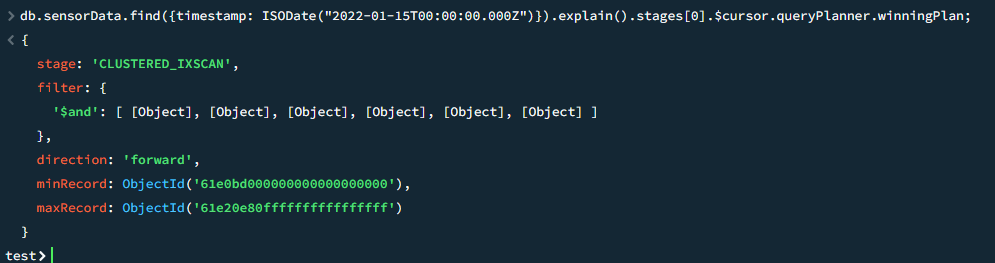 > db.sensorData.find({timestamp: ISODate("2022-01-15T00:00:00.000Z")}).explain().stages[0].$cursor.queryPlanner.winningPlan;
< {
stage: 'CLUSTERED_IXSCAN',
filter: {
'$and': [ [Object], [Object], [Object], [Object], [Object], [Object] ]
},
direction: 'forward',
minRecord: ObjectId('61e0bd000000000000000000'),
maxRecord: ObjectId('61e20e80ffffffffffffffff')
}
test>